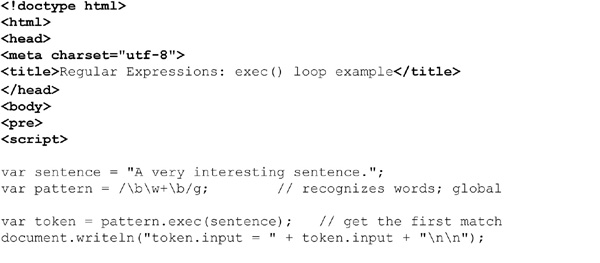 <!doctype html>
<html>
<head>
<meta charset="utf-8">
<title>Regular Expressions: exec() loop example</title>
</head>
<body>
<pre>
<script>
var sentence = "A very interesting sentence.";
var pattern = /\b\w+\b/g;         // recognizes words; global
var token = pattern.exec(sentence);   // get the first match
document.writeln("token.input = " + token.input + "\n\n");